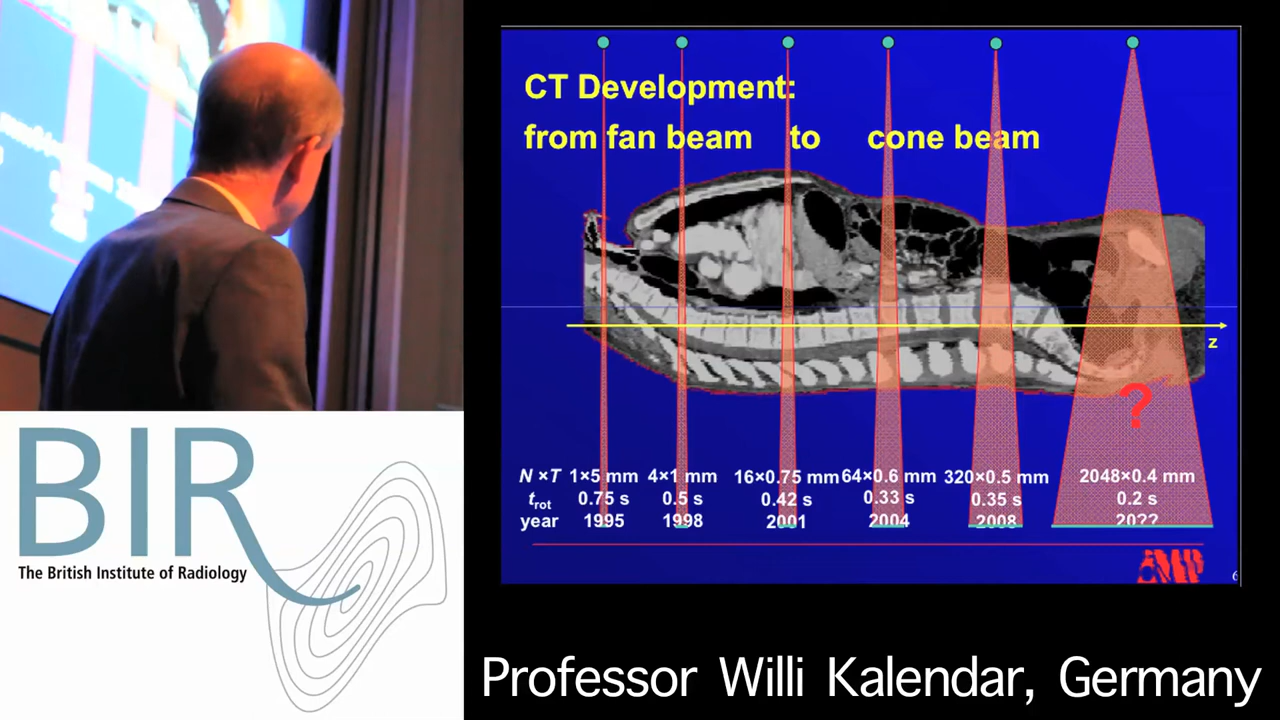 CT Development:
from fan beam to cone beam
z
?
N × T 1×5 mm 4×1 mm 16×0.75 mm 64×0.6 mm 320×0.5 mm 2048×0.4 mm
trot 0.75 s 0.5 s 0.42 s 0.33 s 0.35 s 0.2 s
year 1995 1998 2001 2004 2008 20??
6
BIR
The British Institute of Radiology
Professor Willi Kalendar, Germany